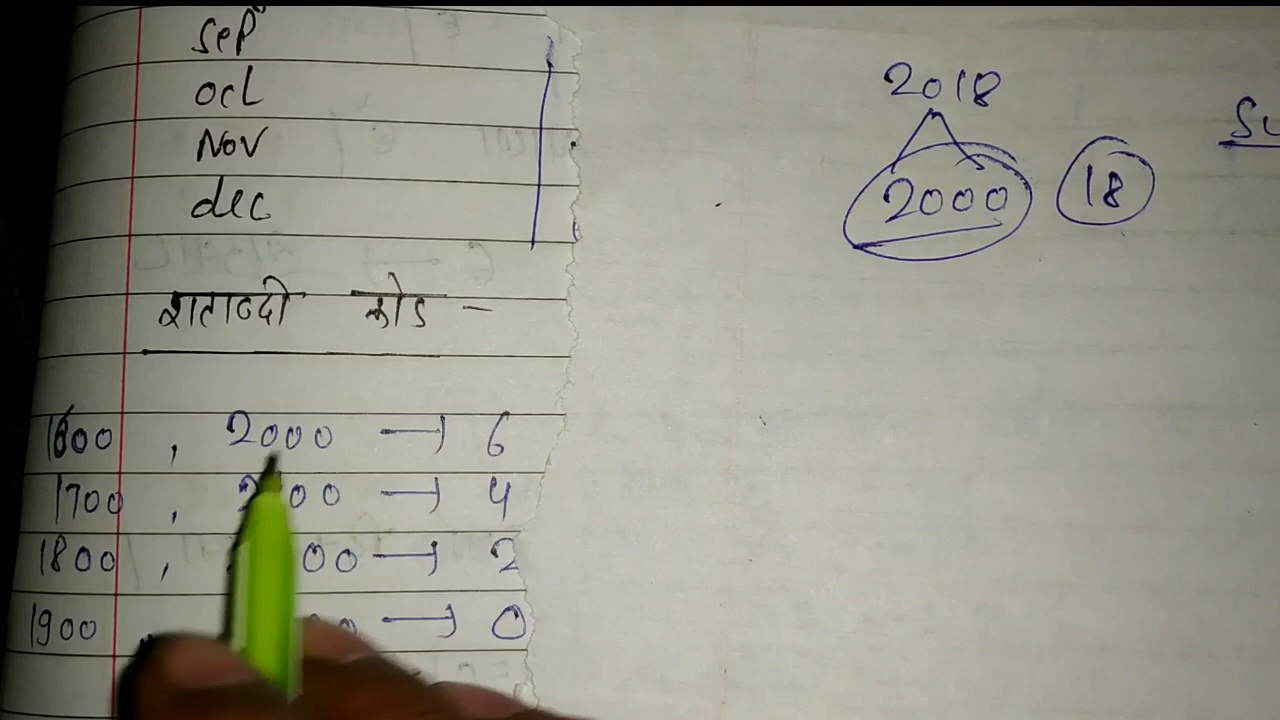 Sep
oct
Nov
dec
शताब्दी कोड -
1600 , 2000 → 6
1700 , 00 → 4
1800 , 00 → 2
1900 → 0
2018
2000 18